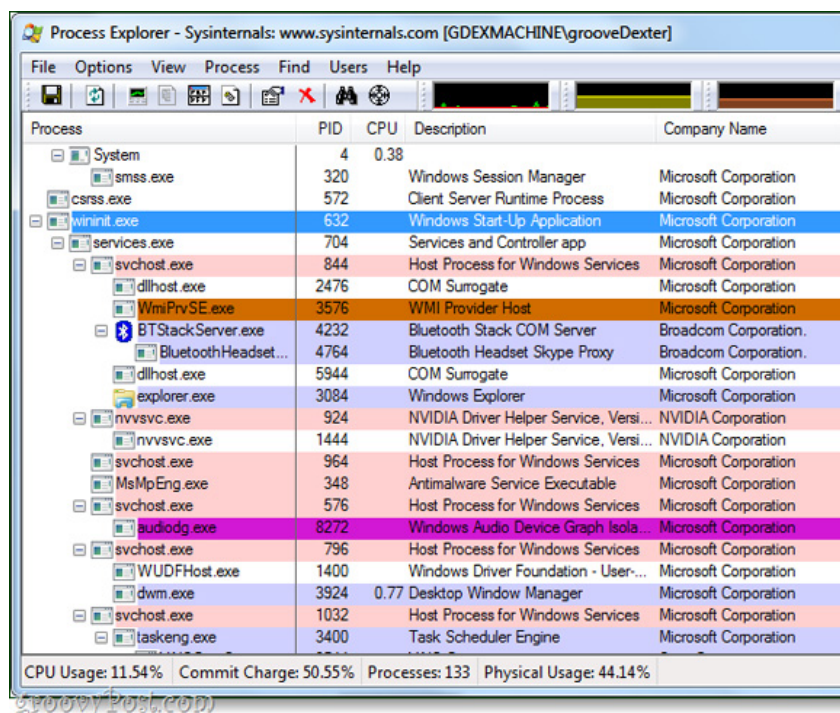 Process Explorer - Sysinternals: www.sysinternals.com [GDEXMACHINE\grooveDexter]
File Options View Process Find Users Help
Process PID CPU Description Company Name
System 4 0.38
smss.exe 320 Windows Session Manager Microsoft Corporation
csrss.exe 572 Client Server Runtime Process Microsoft Corporation
wininit.exe 632 Windows Start-Up Application Microsoft Corporation
services.exe 704 Services and Controller app Microsoft Corporation
svchost.exe 844 Host Process for Windows Services Microsoft Corporation
dllhost.exe 2476 COM Surrogate Microsoft Corporation
WmiPrvSE.exe 3576 WMI Provider Host Microsoft Corporation
BTStackServer.exe 4232 Bluetooth Stack COM Server Broadcom Corporation.
BluetoothHeadset... 4764 Bluetooth Headset Skype Proxy Broadcom Corporation.
dllhost.exe 5944 COM Surrogate Microsoft Corporation
explorer.exe 3084 Windows Explorer Microsoft Corporation
nvvsvc.exe 924 NVIDIA Driver Helper Service, Versi... NVIDIA Corporation
nvvsvc.exe 1444 NVIDIA Driver Helper Service, Versi... NVIDIA Corporation
svchost.exe 964 Host Process for Windows Services Microsoft Corporation
MsMpEng.exe 348 Antimalware Service Executable Microsoft Corporation
svchost.exe 576 Host Process for Windows Services Microsoft Corporation
audiodg.exe 8272 Windows Audio Device Graph Isola... Microsoft Corporation
svchost.exe 796 Host Process for Windows Services Microsoft Corporation
WUDFHost.exe 1400 Windows Driver Foundation - User-... Microsoft Corporation
dwm.exe 3924 0.77 Desktop Window Manager Microsoft Corporation
svchost.exe 1032 Host Process for Windows Services Microsoft Corporation
taskeng.exe 3400 Task Scheduler Engine Microsoft Corporation
CPU Usage: 11.54% Commit Charge: 50.55% Processes: 133 Physical Usage: 44.14%
groovyPost.com